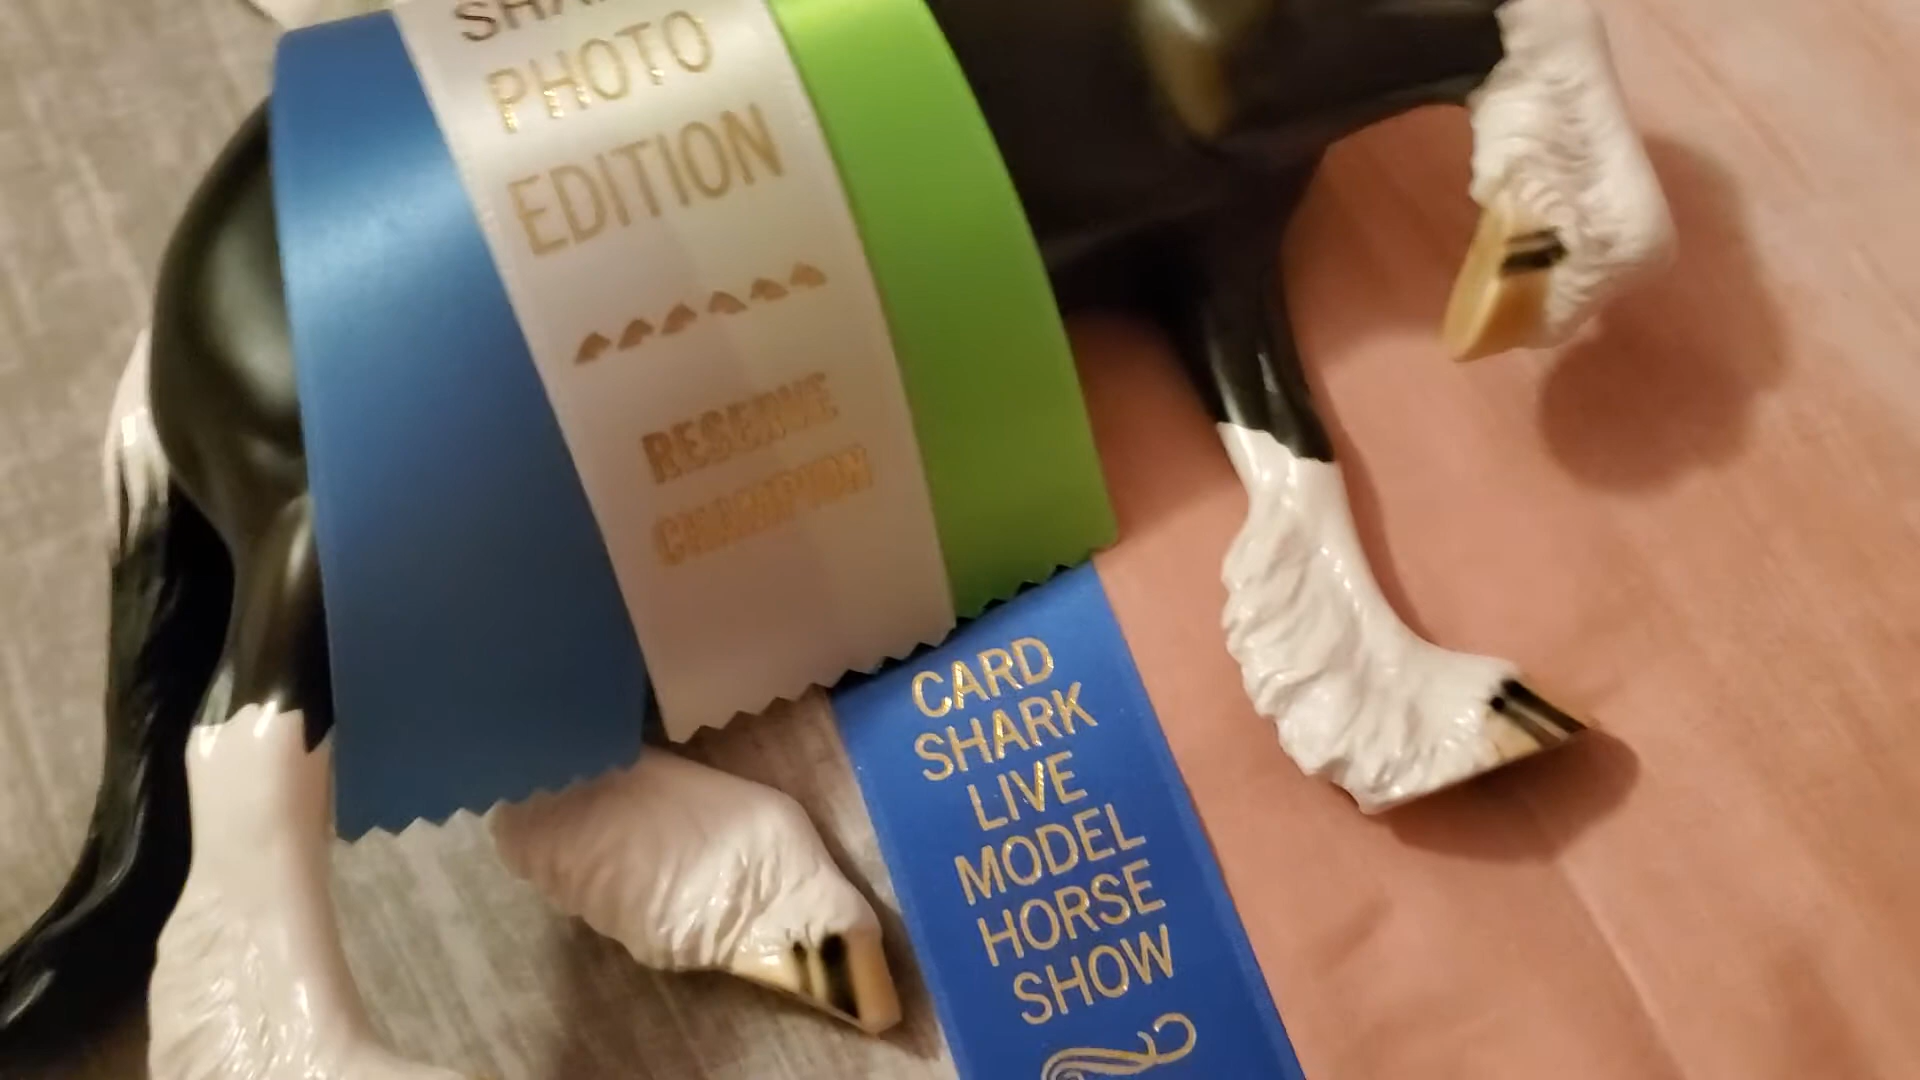 PHOTO
EDITION
RESERVE
CHAMPION
CARD
SHARK
LIVE
MODEL
HORSE
SHOW